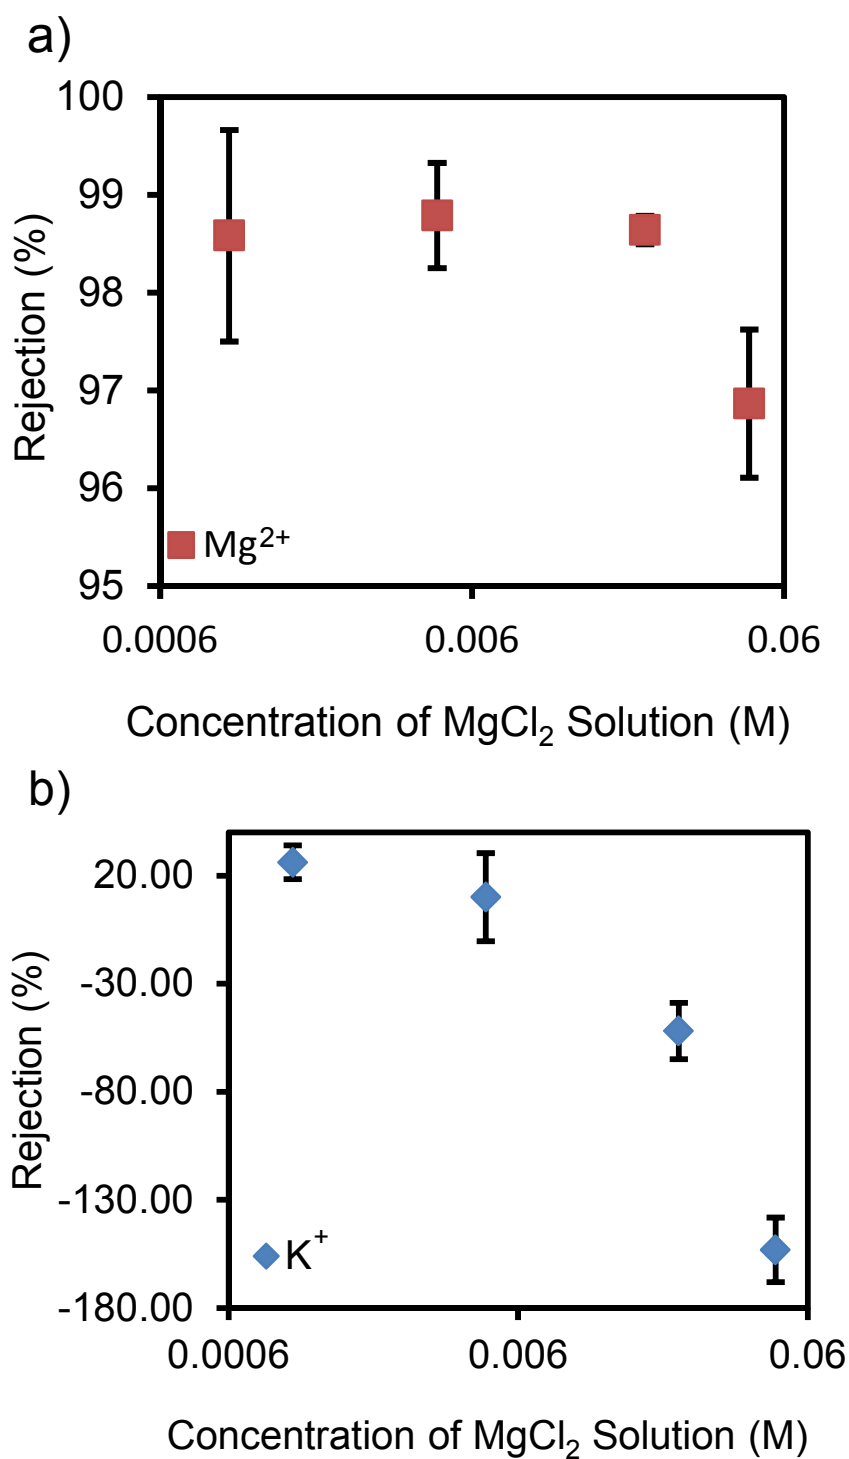 a)
100
99
98
97
96
95
Rejection (%)
Mg²⁺
0.0006
0.006
0.06
Concentration of MgCl₂ Solution (M)
b)
20.00
-30.00
-80.00
-130.00
-180.00
Rejection (%)
K⁺
0.0006
0.006
0.06
Concentration of MgCl₂ Solution (M)